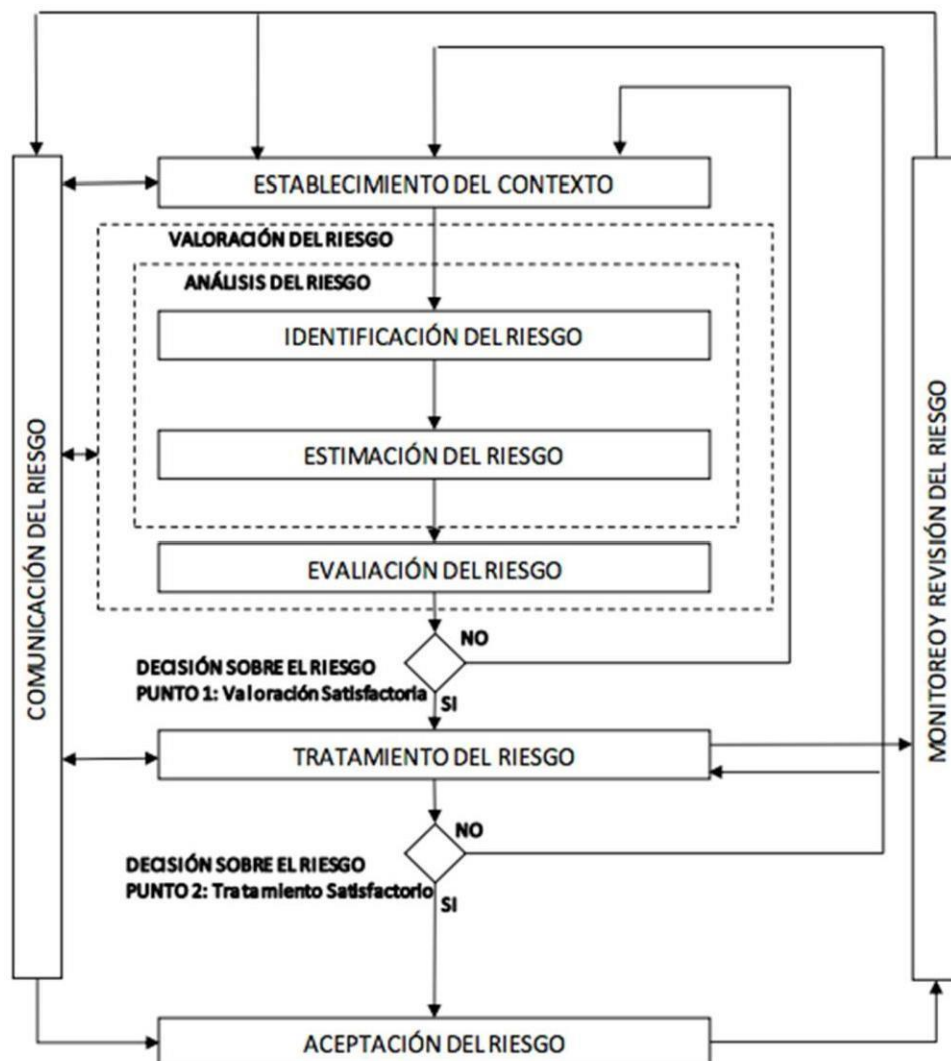 ESTABLECIMIENTO DEL CONTEXTO
VALORACIÓN DEL RIESGO
ANÁLISIS DEL RIESGO
IDENTIFICACIÓN DEL RIESGO
ESTIMACIÓN DEL RIESGO
EVALIACIÓN DEL RIESGO
NO
DECISIÓN SOBRE EL RIESGO
PUNTO 1: Valoración Satisfactoria
SI
TRATAMIENTO DEL RIESGO
NO
DECISIÓN SOBRE EL RIESGO
PUNTO 2: Tratamiento Satisfactorio
SI
ACEPTACIÓN DEL RIESGO
COMUNICACIÓN DEL RIESGO
MONITOREO Y REVISIÓN DEL RIESGO